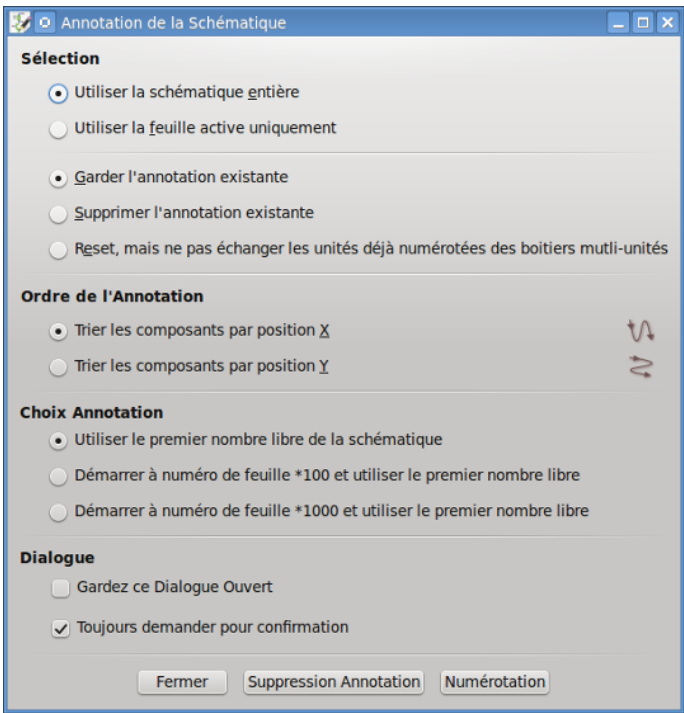 Annotation de la Schématique
Sélection
Utiliser la schématique entière
Utiliser la feuille active uniquement
Garder l'annotation existante
Supprimer l'annotation existante
Reset, mais ne pas échanger les unités déjà numérotées des boitiers mutli-unités
Ordre de l'Annotation
Trier les composants par position X
Trier les composants par position Y
Choix Annotation
Utiliser le premier nombre libre de la schématique
Démarrer à numéro de feuille *100 et utiliser le premier nombre libre
Démarrer à numéro de feuille *1000 et utiliser le premier nombre libre
Dialogue
Gardez ce Dialogue Ouvert
Toujours demander pour confirmation
Fermer Suppression Annotation Numérotation